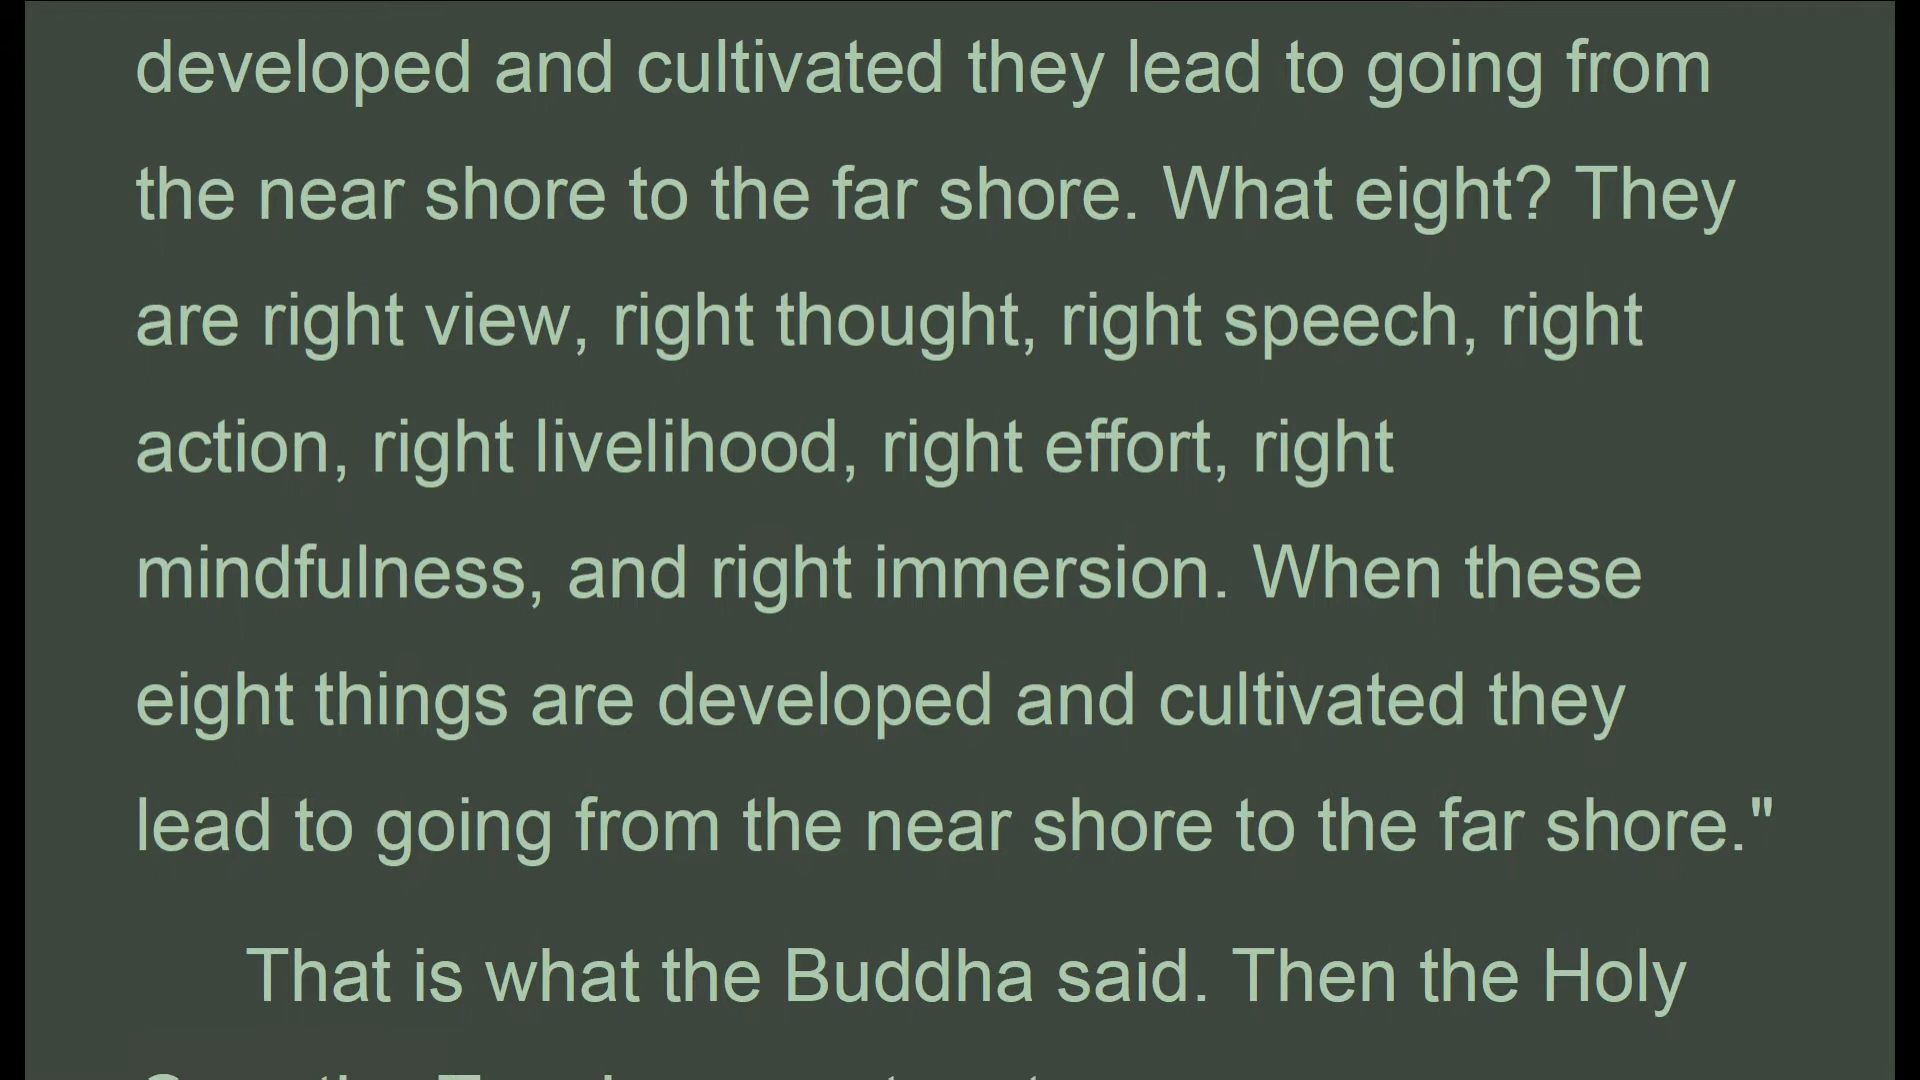 developed and cultivated they lead to going from
the near shore to the far shore. What eight? They
are right view, right thought, right speech, right
action, right livelihood, right effort, right
mindfulness, and right immersion. When these
eight things are developed and cultivated they
lead to going from the near shore to the far shore."
That is what the Buddha said. Then the Holy